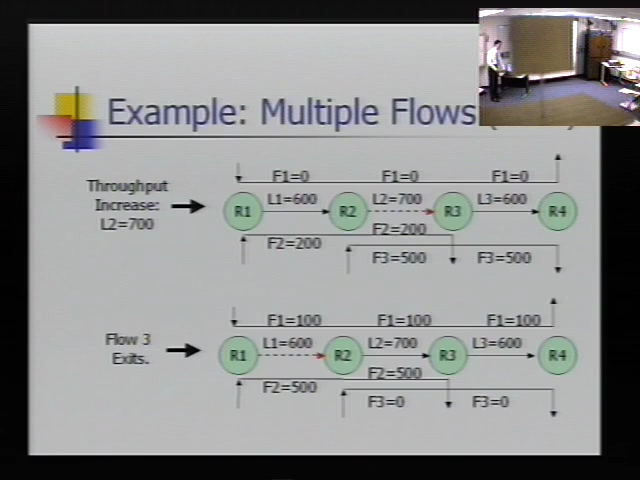 Example: Multiple Flows
Throughput
Increase:
L2=700
F1=0 F1=0 F1=0
L1=600 L2=700 L3=600
R1 R2 R3 R4
F2=200 F2=200
F3=500 F3=500
Flow 3
Exits.
F1=100 F1=100 F1=100
L1=600 L2=700 L3=600
R1 R2 R3 R4
F2=500 F2=500
F3=0 F3=0